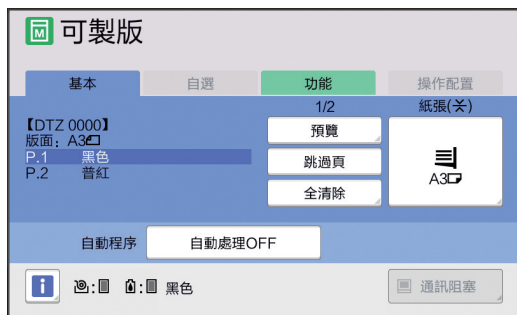 可製版
基本 自選 功能 操作配置
1/2 紙張(⚹)
【DTZ 0000】
版面：A3
P.1 黑色
P.2 普紅
預覽
跳過頁
全清除
A3
自動程序 自動處理OFF
黑色 通訊阻塞